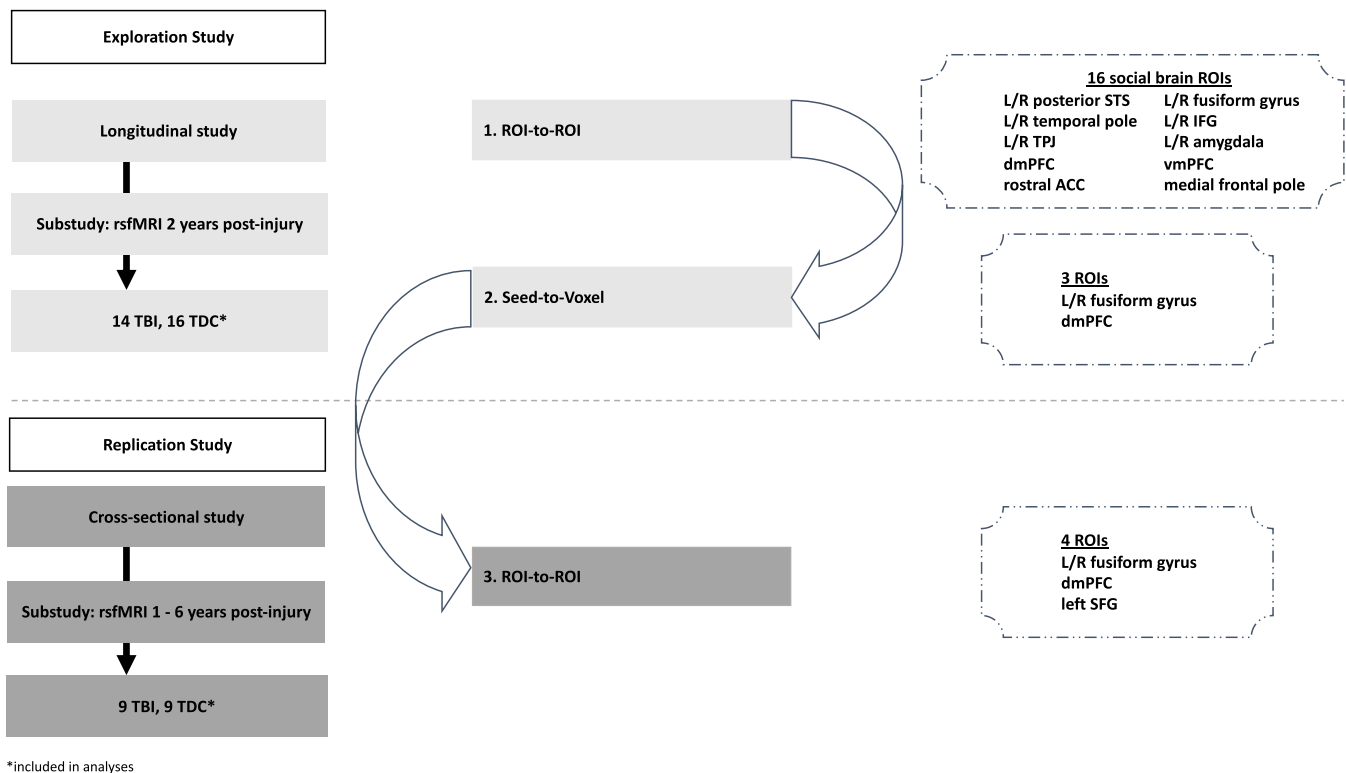 Exploration Study
Longitudinal study
Substudy: rsfMRI 2 years post-injury
14 TBI, 16 TDC*
1. ROI-to-ROI
2. Seed-to-Voxel
16 social brain ROIs
L/R posterior STS L/R fusiform gyrus
L/R temporal pole L/R IFG
L/R TPJ L/R amygdala
dmPFC vmPFC
rostral ACC medial frontal pole
3 ROIs
L/R fusiform gyrus
dmPFC
Replication Study
Cross-sectional study
Substudy: rsfMRI 1 - 6 years post-injury
9 TBI, 9 TDC*
3. ROI-to-ROI
4 ROIs
L/R fusiform gyrus
dmPFC
left SFG
*included in analyses